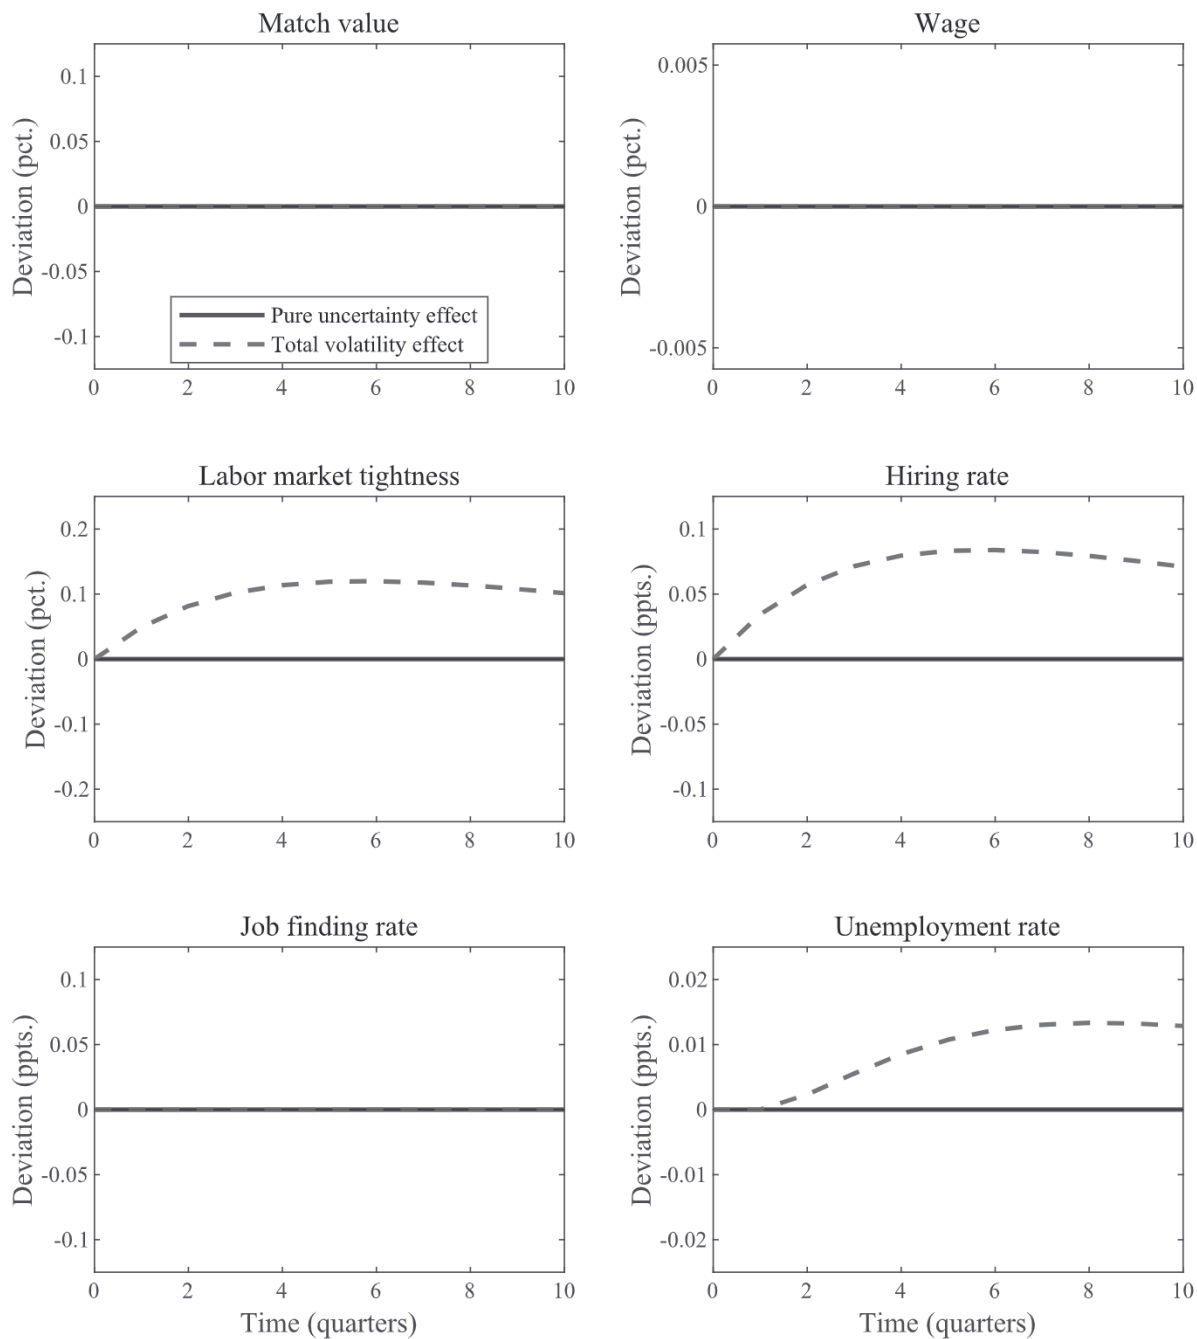 Match value
Deviation (pct.)
0.1
0.05
0
-0.05
-0.1
Pure uncertainty effect
Total volatility effect
0 2 4 6 8 10
Wage
Deviation (pct.)
0.005
0
-0.005
0 2 4 6 8 10
Labor market tightness
Deviation (pct.)
0.2
0.1
0
-0.1
-0.2
0 2 4 6 8 10
Hiring rate
Deviation (ppts.)
0.1
0.05
0
-0.05
-0.1
0 2 4 6 8 10
Job finding rate
Deviation (ppts.)
0.1
0.05
0
-0.05
-0.1
0 2 4 6 8 10
Time (quarters)
Unemployment rate
Deviation (ppts.)
0.02
0.01
0
-0.01
-0.02
0 2 4 6 8 10
Time (quarters)